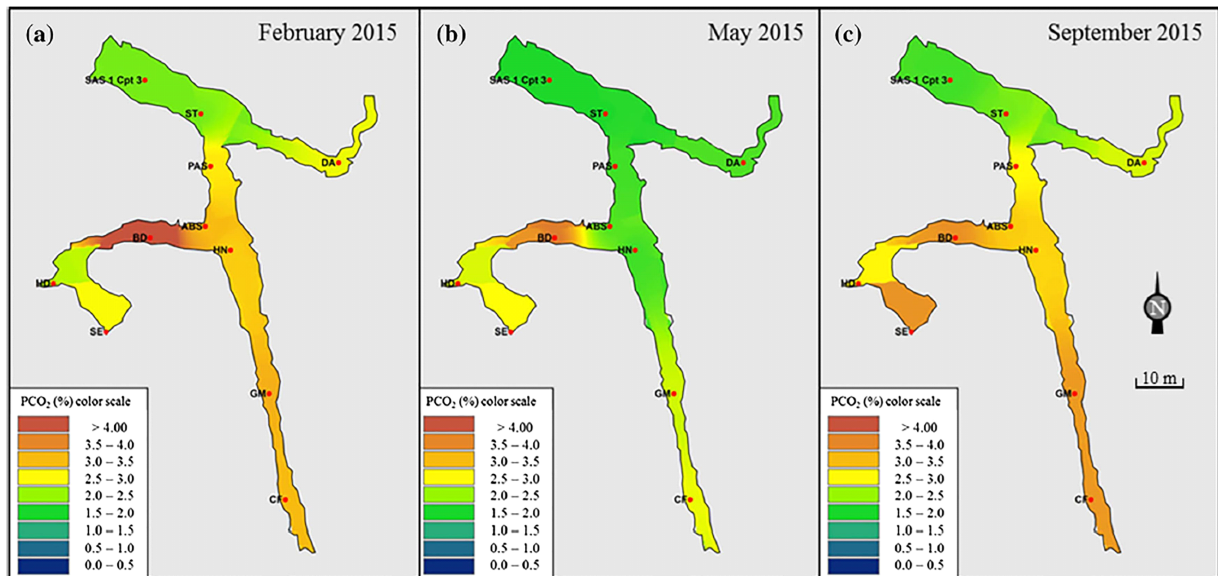 (a)
February 2015
SAS 1 Cpt 3
ST
DA
PAS
ABS
BD
HN
HD
SE
GM
CF
PCO₂ (%) color scale
> 4.00
3.5 – 4.0
3.0 – 3.5
2.5 – 3.0
2.0 – 2.5
1.5 – 2.0
1.0 – 1.5
0.5 – 1.0
0.0 – 0.5
(b)
May 2015
SAS 1 Cpt 3
ST
DA
PAS
ABS
BD
HN
HD
SE
GM
CF
PCO₂ (%) color scale
> 4.00
3.5 – 4.0
3.0 – 3.5
2.5 – 3.0
2.0 – 2.5
1.5 – 2.0
1.0 = 1.5
0.5 – 1.0
0.0 – 0.5
(c)
September 2015
SAS 1 Cpt 3
ST
DA
PAS
ABS
BD
HN
HD
SE
GM
CF
N
10 m
PCO₂ (%) color scale
> 4.00
3.5 – 4.0
3.0 – 3.5
2.5 – 3.0
2.0 – 2.5
1.5 – 2.0
1.0 – 1.5
0.5 – 1.0
0.0 – 0.5